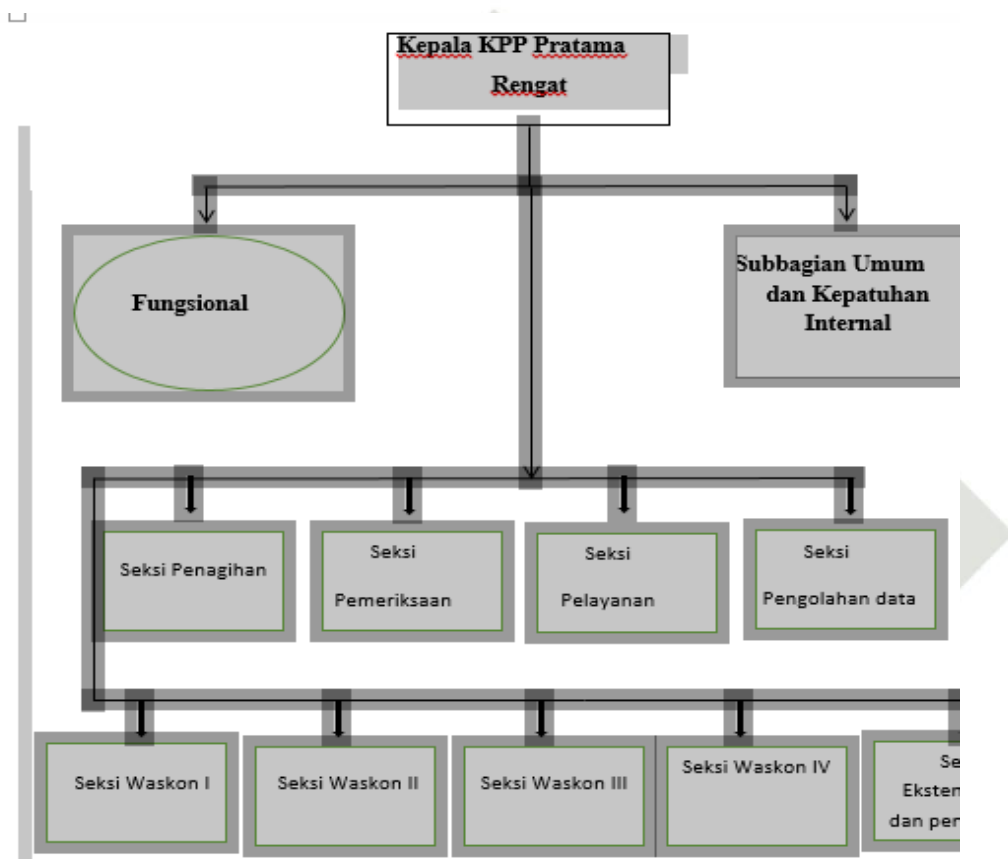 Kepala KPP Pratama
Rengat
Fungsional
Subbagian Umum
dan Kepatuhan
Internal
Seksi Penagihan
Seksi
Pemeriksaan
Seksi
Pelayanan
Seksi
Pengolahan data
Seksi Waskon I
Seksi Waskon II
Seksi Waskon III
Seksi Waskon IV
dan